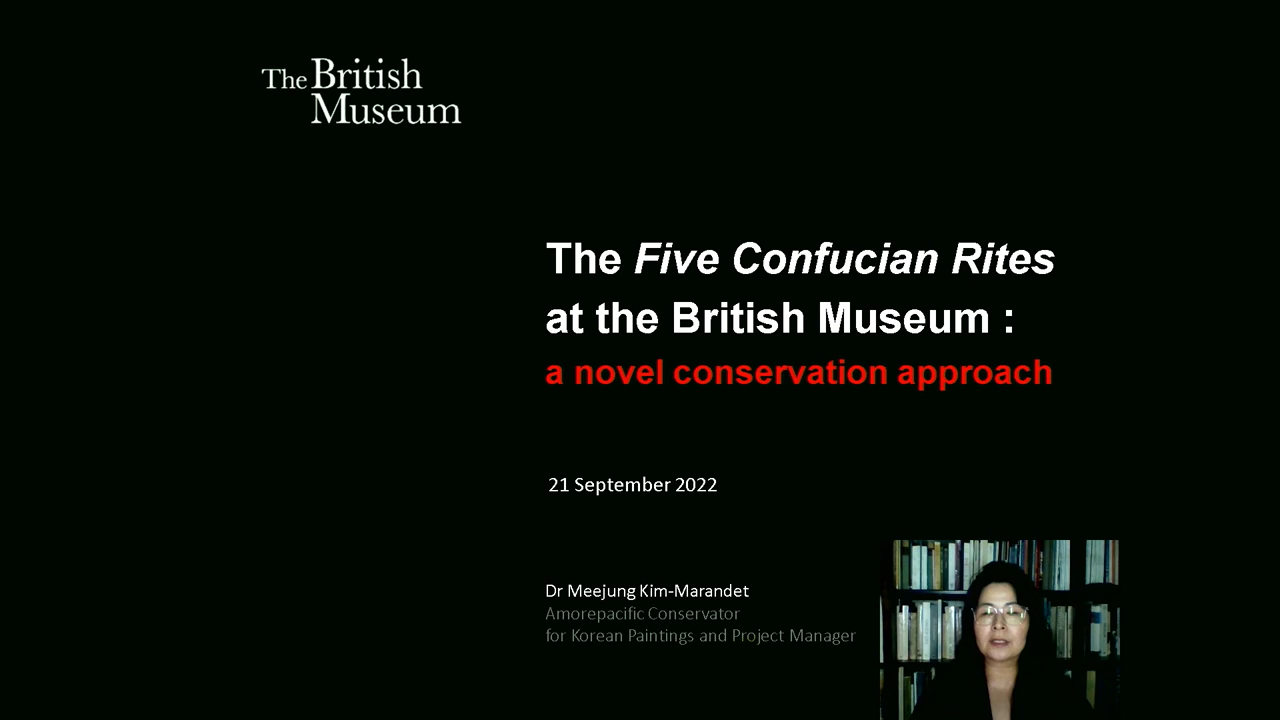 The British
Museum
The Five Confucian Rites
at the British Museum :
a novel conservation approach
21 September 2022
Dr Meejung Kim-Marandet
Amorepacific Conservator
for Korean Paintings and Project Manager